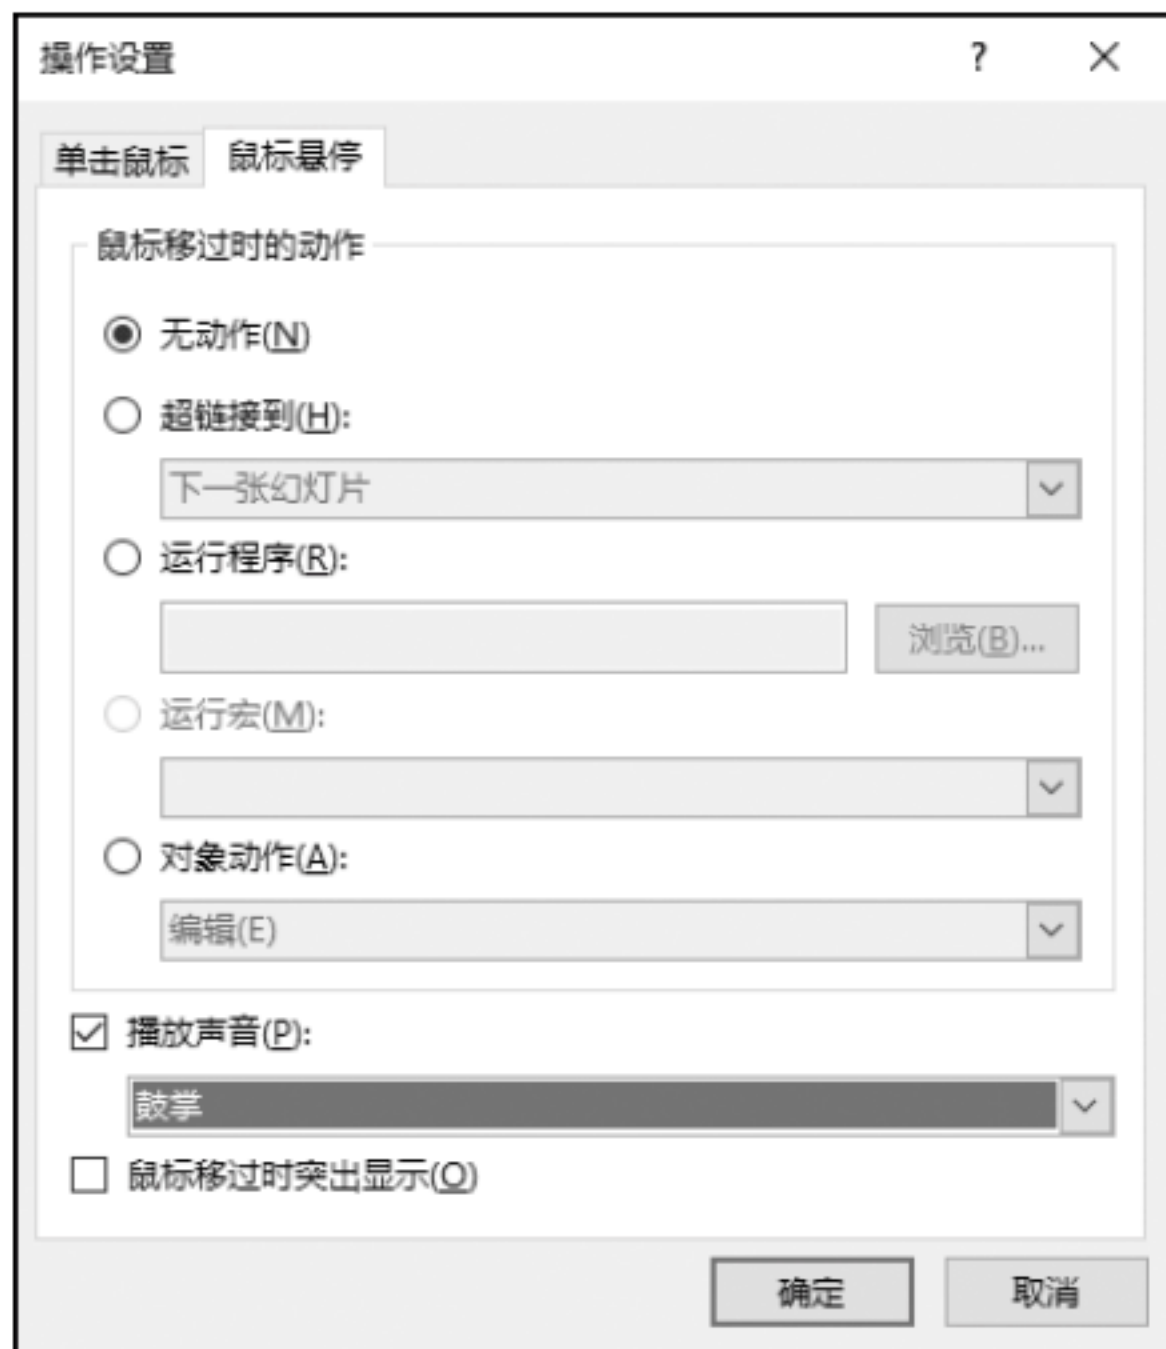 操作设置 ?
单击鼠标 鼠标悬停
鼠标移过时的动作
无动作(N)
超链接到(H):
下一张幻灯片
运行程序(R):
浏览(B)...
运行宏(M):
对象动作(A):
编辑(E)
播放声音(P):
鼓掌
鼠标移过时突出显示(O)
确定 取消